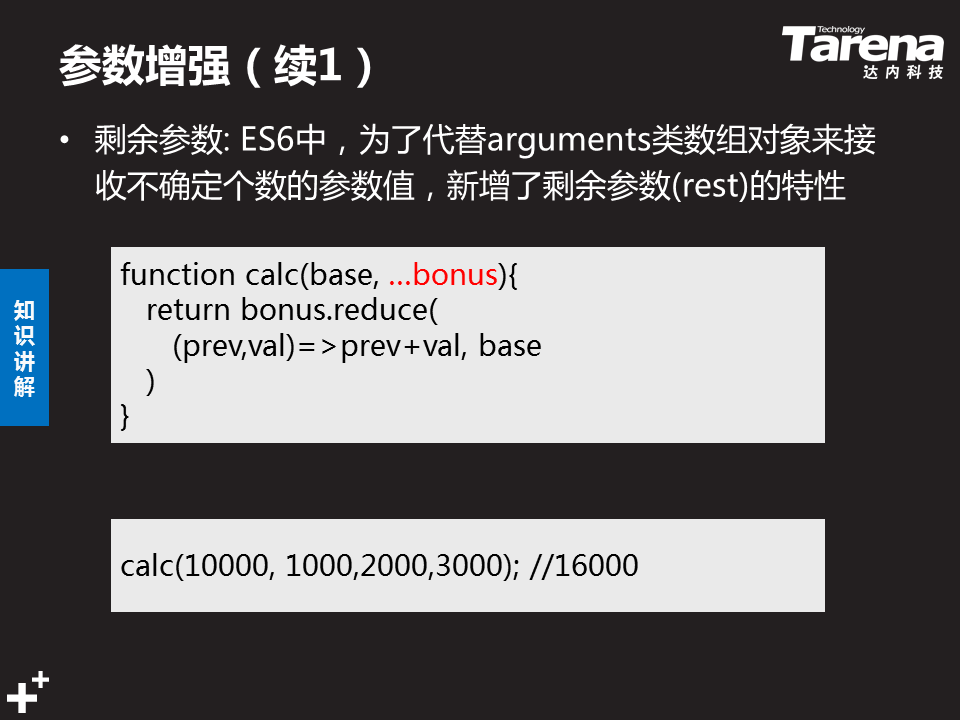 参数增强（续1）
Technology
Tarena
达内科技
• 剩余参数: ES6中，为了代替arguments类数组对象来接
收不确定个数的参数值，新增了剩余参数(rest)的特性
知
识
讲
解
function calc(base, …bonus){
return bonus.reduce(
(prev,val)=>prev+val, base
)
}
calc(10000, 1000,2000,3000); //16000